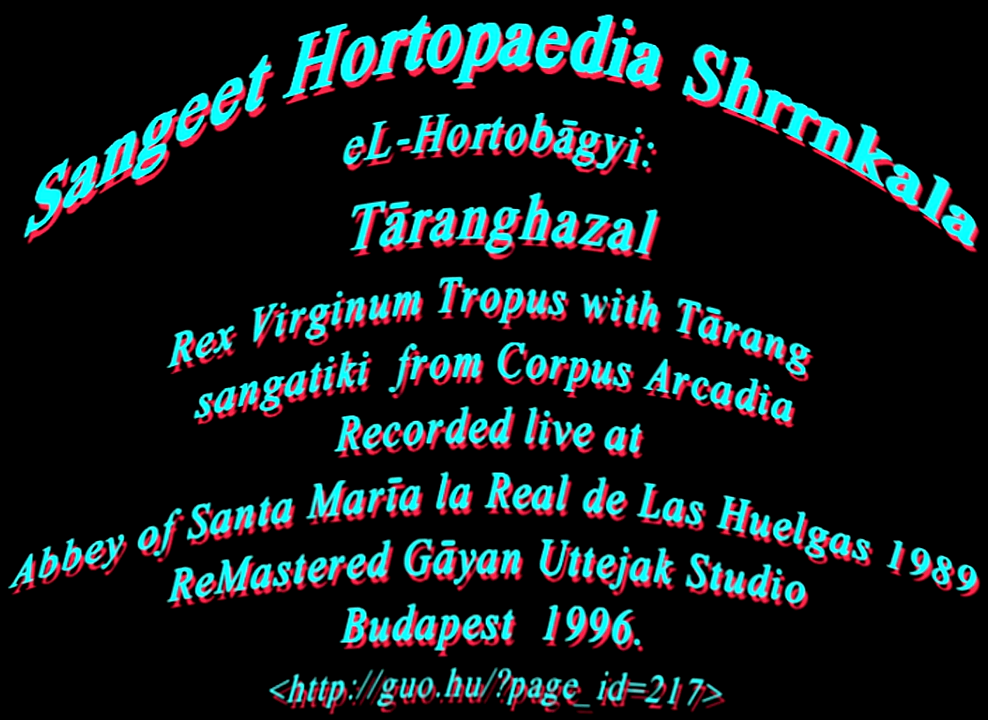 Sangeet Hortopaedia Shrrnkala
eL-Hortobāgyi:
Tāranghazal
Rex Virginum Tropus with Tārang
sangatiki from Corpus Arcadia
Recorded live at
Abbey of Santa Marīa la Real de Las Huelgas 1989
ReMastered Gāyan Uttejak Studio
Budapest 1996.
<http://guo.hu/?page_id=217>